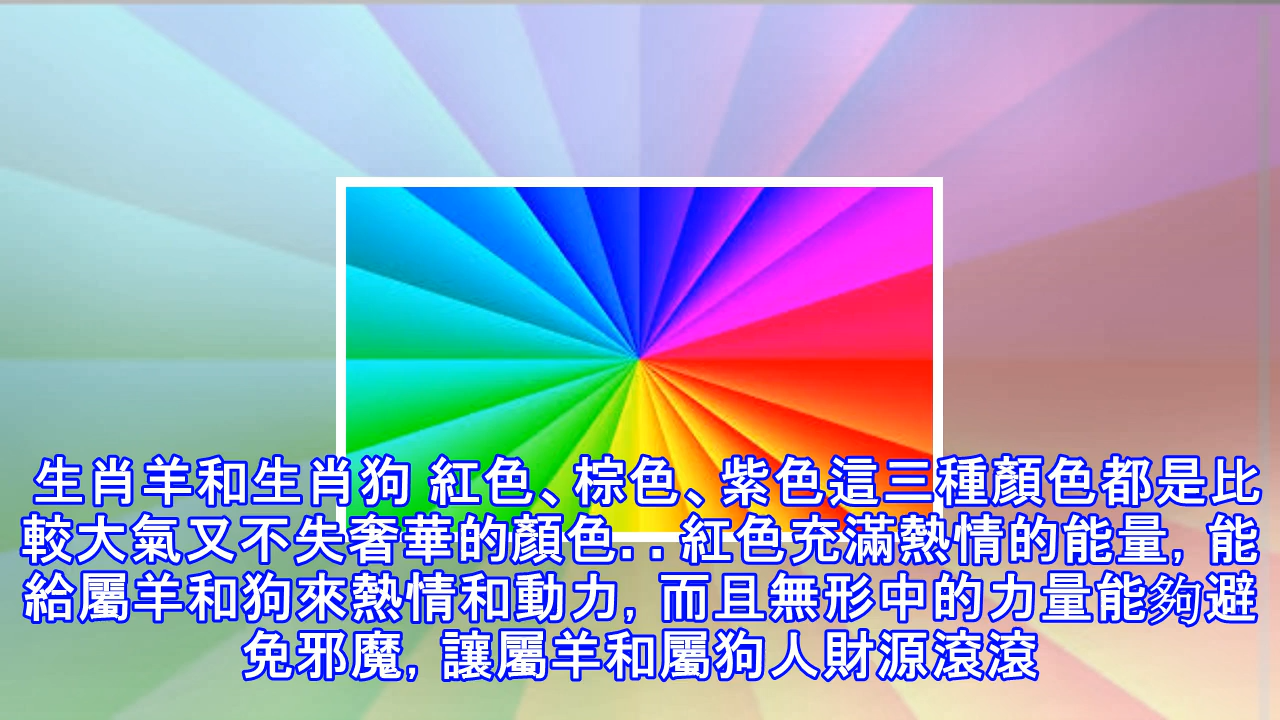 生肖羊和生肖狗 紅色、棕色、紫色這三種顏色都是比
較大氣又不失奢華的顏色..紅色充滿熱情的能量, 能
給屬羊和狗來熱情和動力, 而且無形中的力量能夠避
免邪魔, 讓屬羊和屬狗人財源滾滾